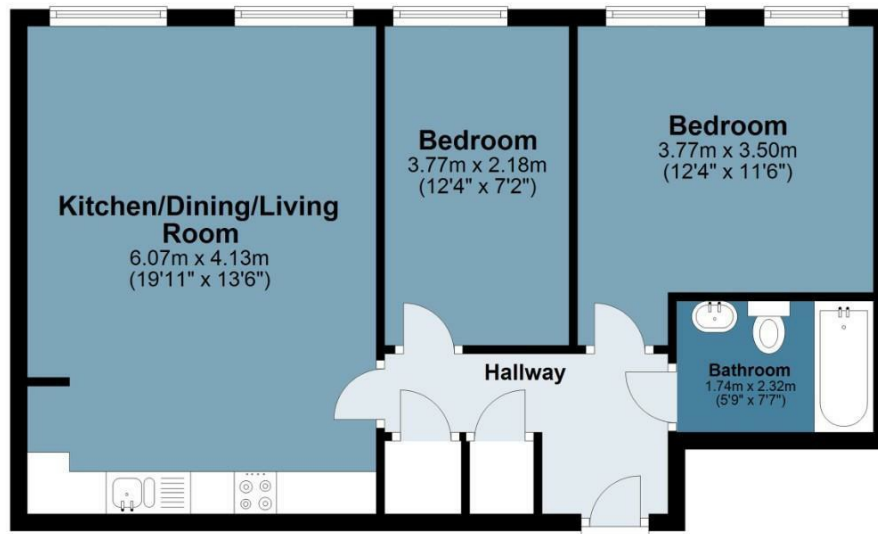 Kitchen/Dining/Living
Room
6.07m x 4.13m
(19'11" x 13'6")
Bedroom
3.77m x 2.18m
(12'4" x 7'2")
Bedroom
3.77m x 3.50m
(12'4" x 11'6")
Hallway
Bathroom
1.74m x 2.32m
(5'9" x 7'7")